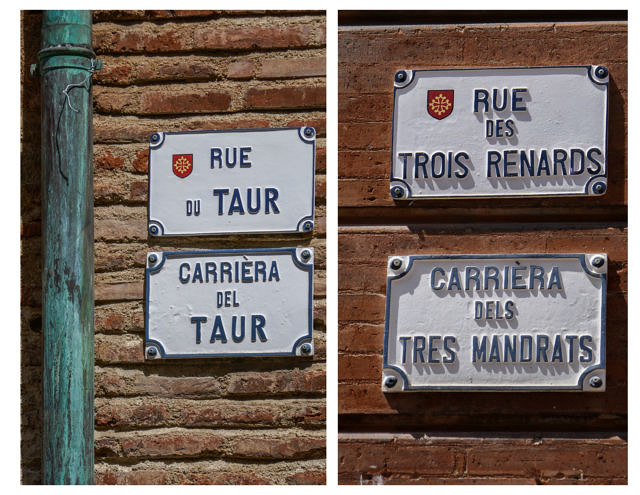 RUE
DU TAUR
CARRIÈRA
DEL
TAUR
RUE
DES
TROIS RENARDS
CARRIÈRA
DELS
TRES MANDRATS